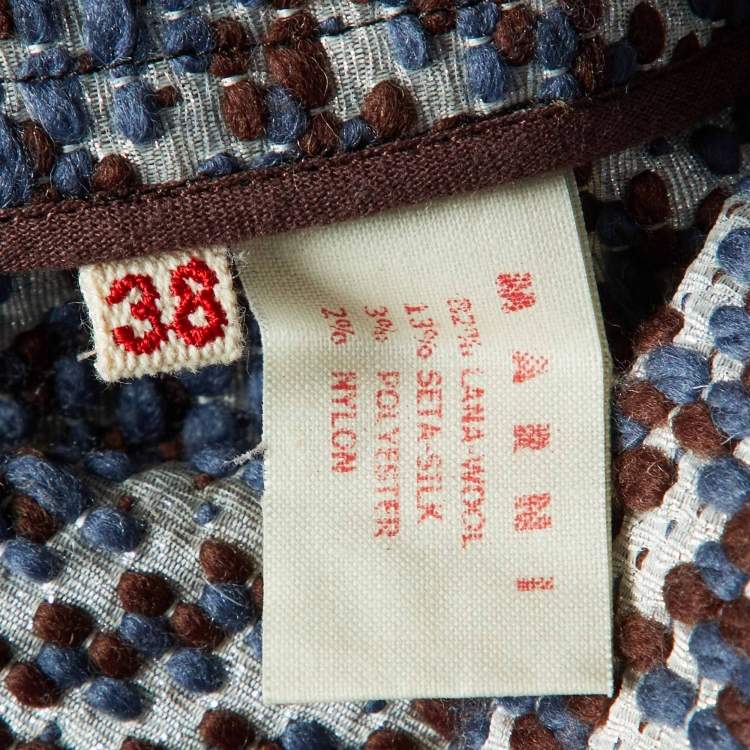 38
MARNI
82% LANA-WOOL
13% SETA-SILK
3% POLYESTER
2% NYLON